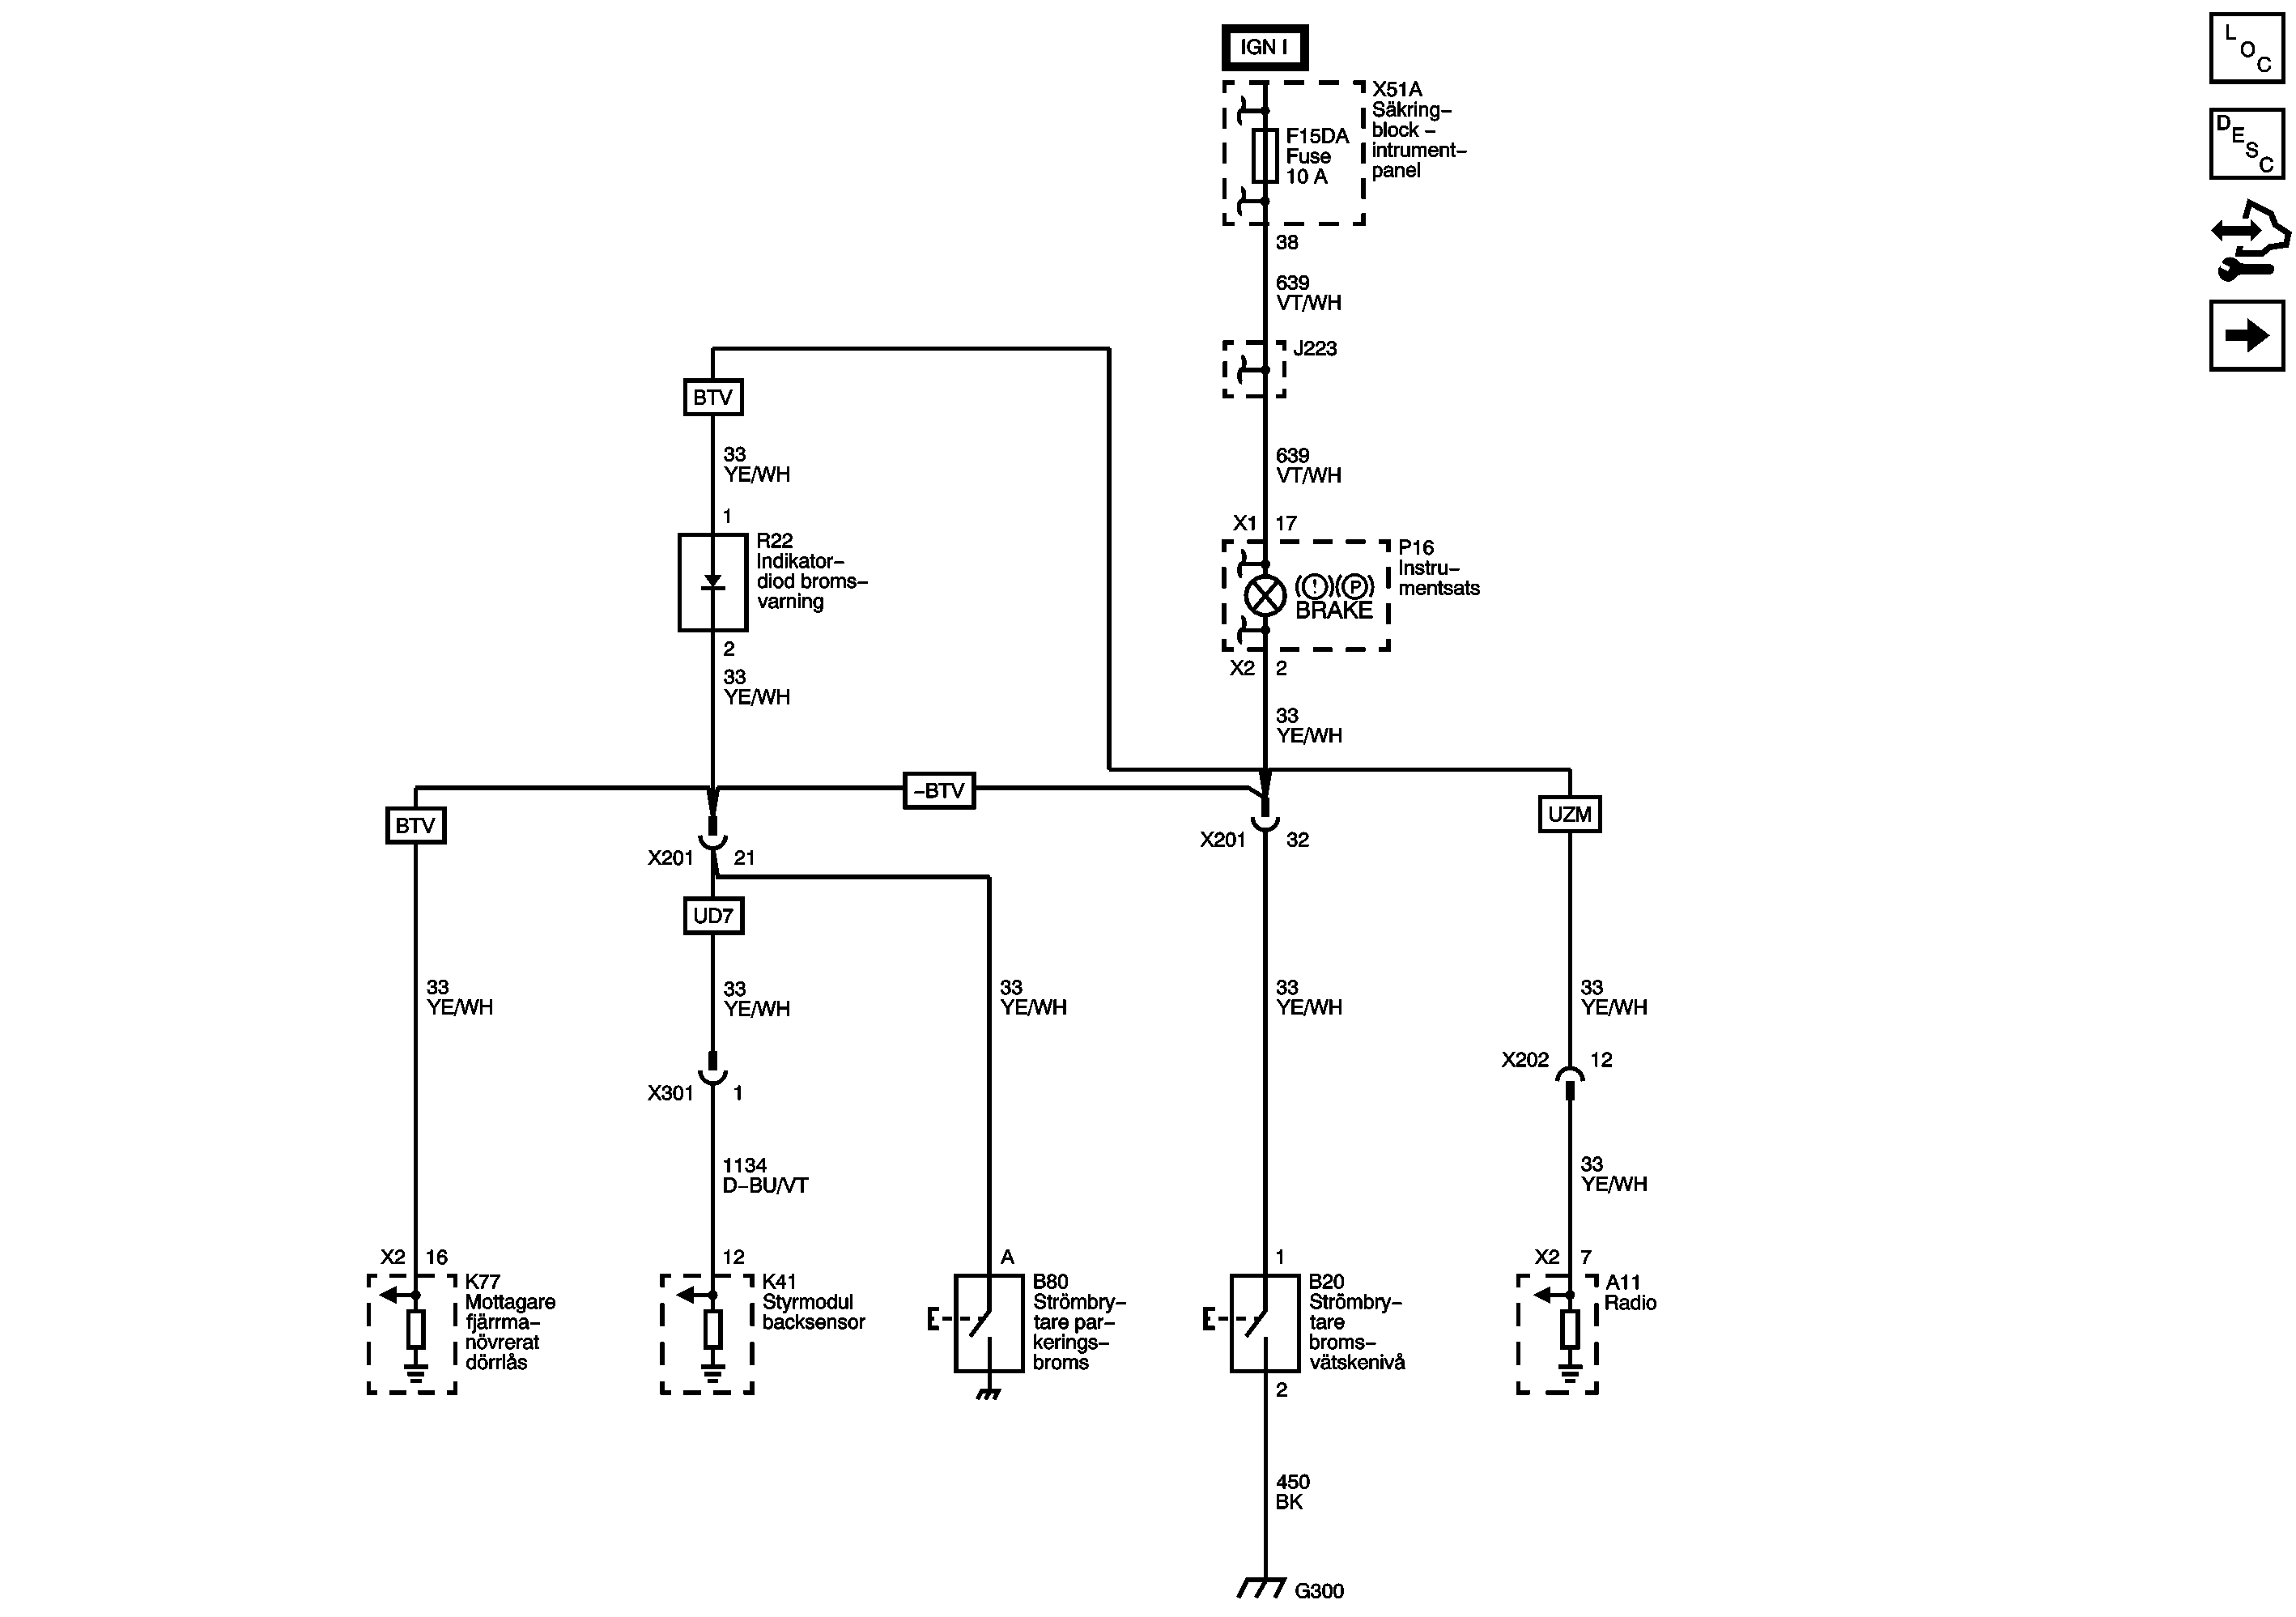 IGN I
L
O
C
X51A
Säkring–
block –
intrument–
panel
F15DA
Fuse
10 A
D
E
S
C
38
639
VT/WH
J223
BTV
33
YE/WH
639
VT/WH
1
X1 17
R22
Indikator–
diod broms–
varning
P16
Instru–
mentsats
(!) (P)
BRAKE
2
X2 2
33
YE/WH
33
YE/WH
–BTV
BTV
UZM
X201 21
X201 32
UD7
33
YE/WH
33
YE/WH
33
YE/WH
33
YE/WH
33
YE/WH
X202 12
X301 1
1134
D–BU/VT
33
YE/WH
X2 16
12
A
1
X2 7
K77
Mottagare
fjärrma–
növrerat
dörrlås
K41
Styrmodul
backsensor
B80
Strömbry–
tare par–
kerings–
broms
B20
Strömbry–
tare
broms–
vätskenivå
A11
Radio
2
450
BK
G300